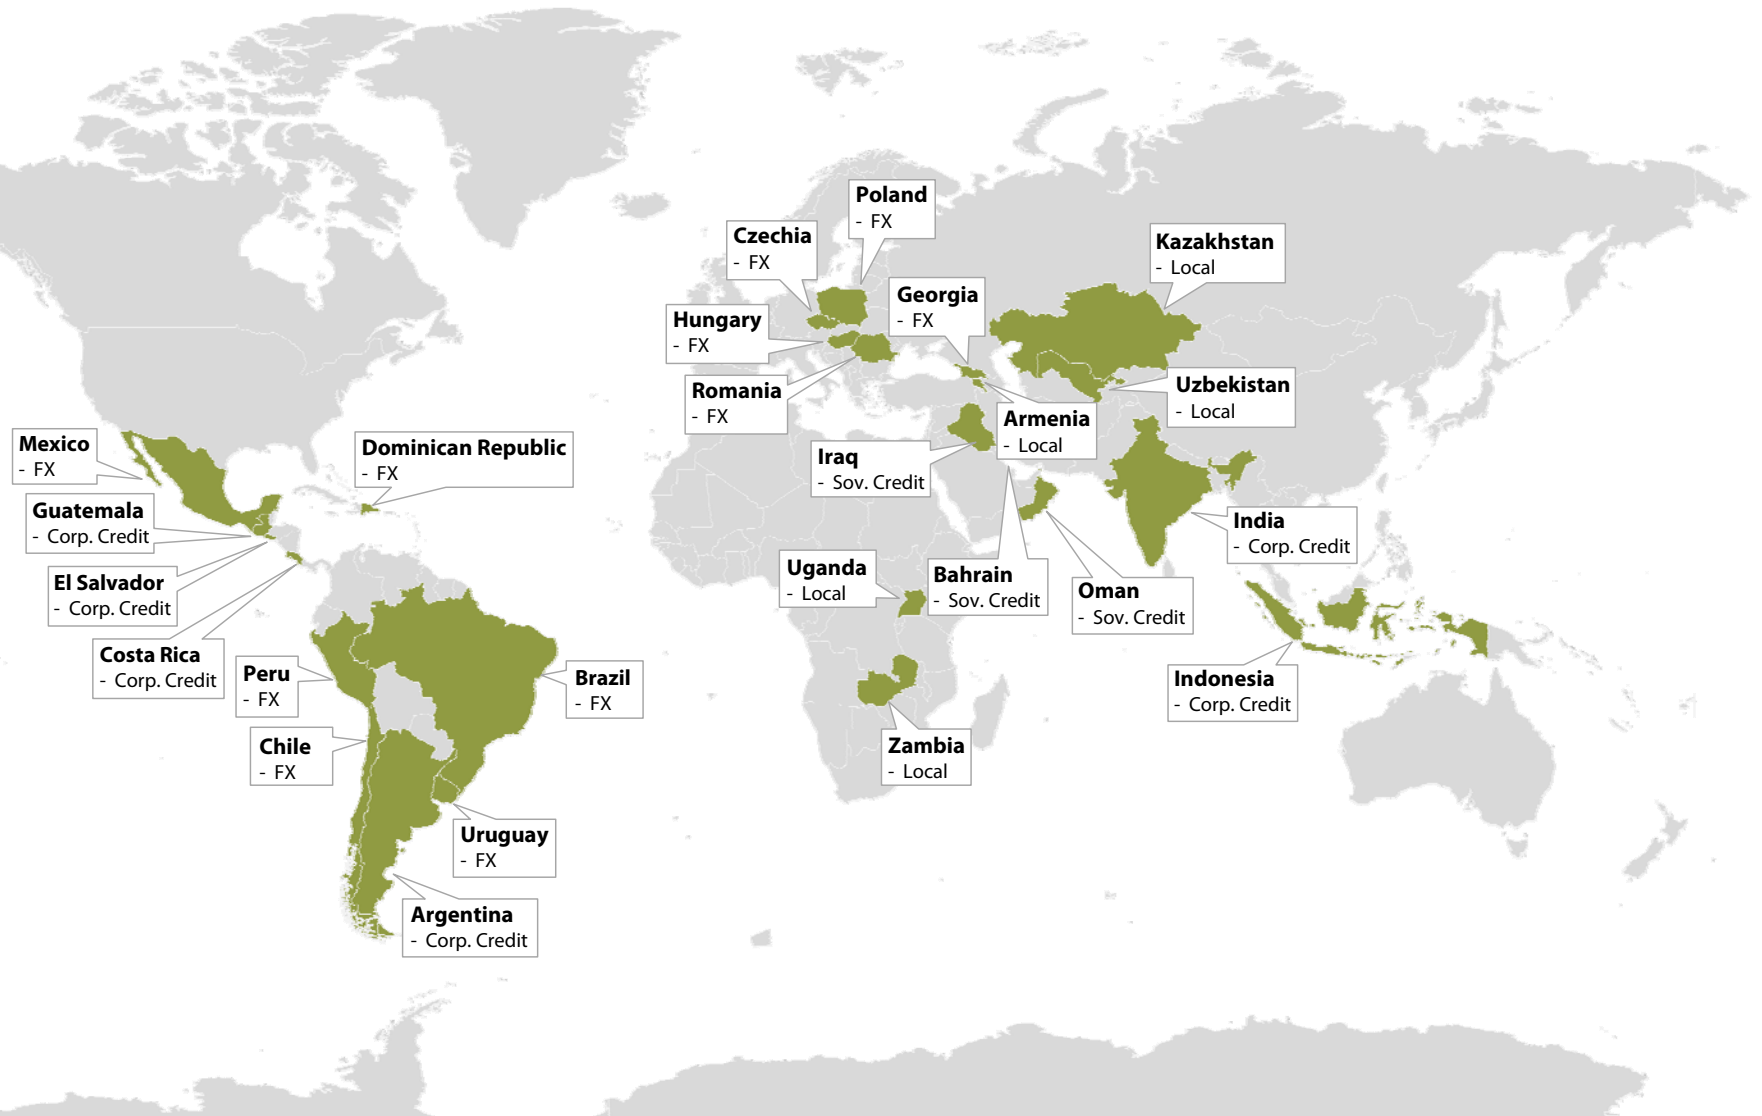 Poland
- FX
Czechia
- FX
Kazakhstan
- Local
Georgia
- FX
Hungary
- FX
Romania
- FX
Uzbekistan
- Local
Armenia
- Local
Mexico
- FX
Dominican Republic
- FX
Iraq
- Sov. Credit
Guatemala
- Corp. Credit
India
- Corp. Credit
El Salvador
- Corp. Credit
Uganda
- Local
Bahrain
- Sov. Credit
Oman
- Sov. Credit
Costa Rica
- Corp. Credit
Peru
- FX
Brazil
- FX
Indonesia
- Corp. Credit
Chile
- FX
Zambia
- Local
Uruguay
- FX
Argentina
- Corp. Credit